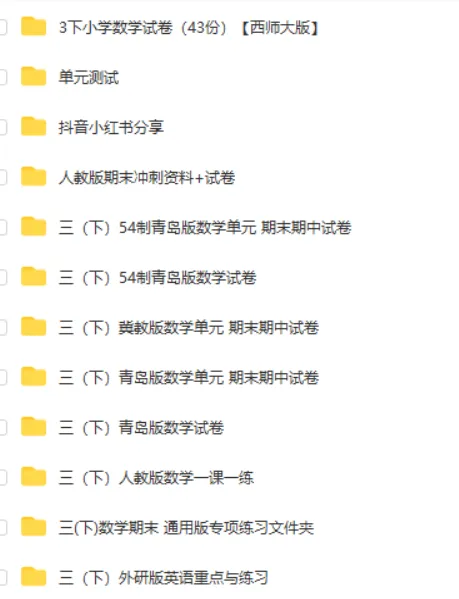 3下小学数学试卷（43份）【西师大版】
单元测试
抖音小红书分享
人教版期末冲刺资料+试卷
三（下）54制青岛版数学单元 期末期中试卷
三（下）54制青岛版数学试卷
三（下）冀教版数学单元 期末期中试卷
三（下）青岛版数学单元 期末期中试卷
三（下）青岛版数学试卷
三（下）人教版数学一课一练
三(下)数学期末 通用版专项练习文件夹
三（下）外研版英语重点与练习